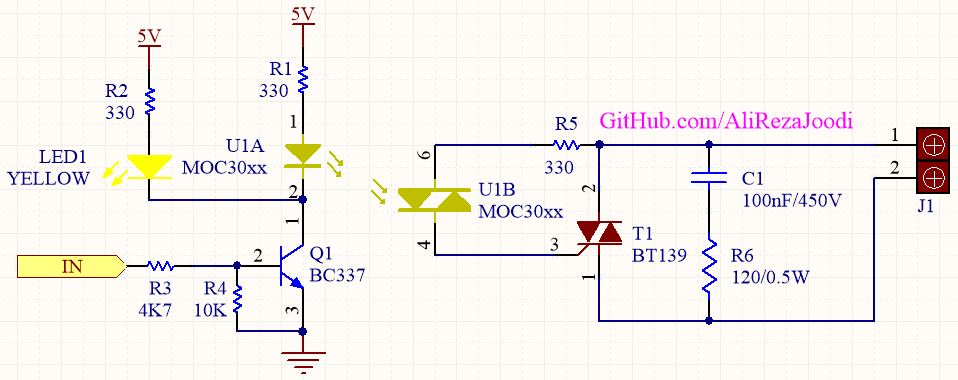 5V
5V
R2
330
R1
330
1
LED1
YELLOW
U1A
MOC30xx
2
1
IN
R3
4K7
R4
10K
2
Q1
BC337
3
6
U1B
MOC30xx
4
R5
330
GitHub.com/AliRezaJoodi
2
3
T1
BT139
1
C1
100nF/450V
R6
120/0.5W
1
2
J1